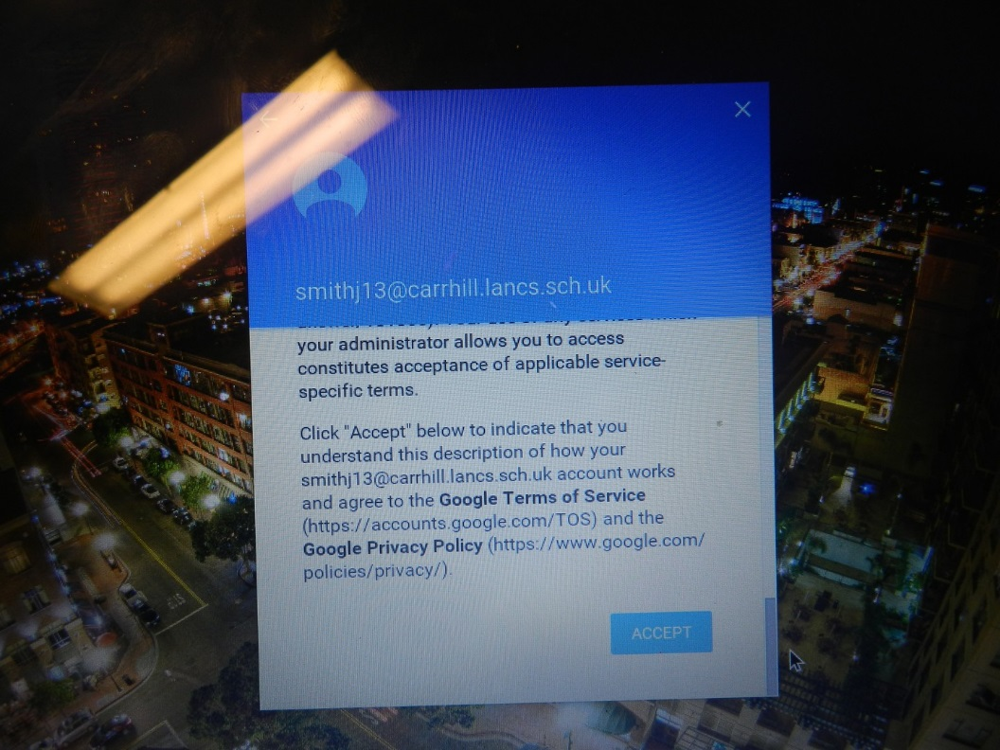 smithj13@carrhill.lancs.sch.uk
your administrator allows you to access
constitutes acceptance of applicable service-
specific terms.
Click "Accept" below to indicate that you
understand this description of how your
smithj13@carrhill.lancs.sch.uk account works
and agree to the Google Terms of Service
(https://accounts.google.com/TOS) and the
Google Privacy Policy (https://www.google.com/
policies/privacy/).
ACCEPT